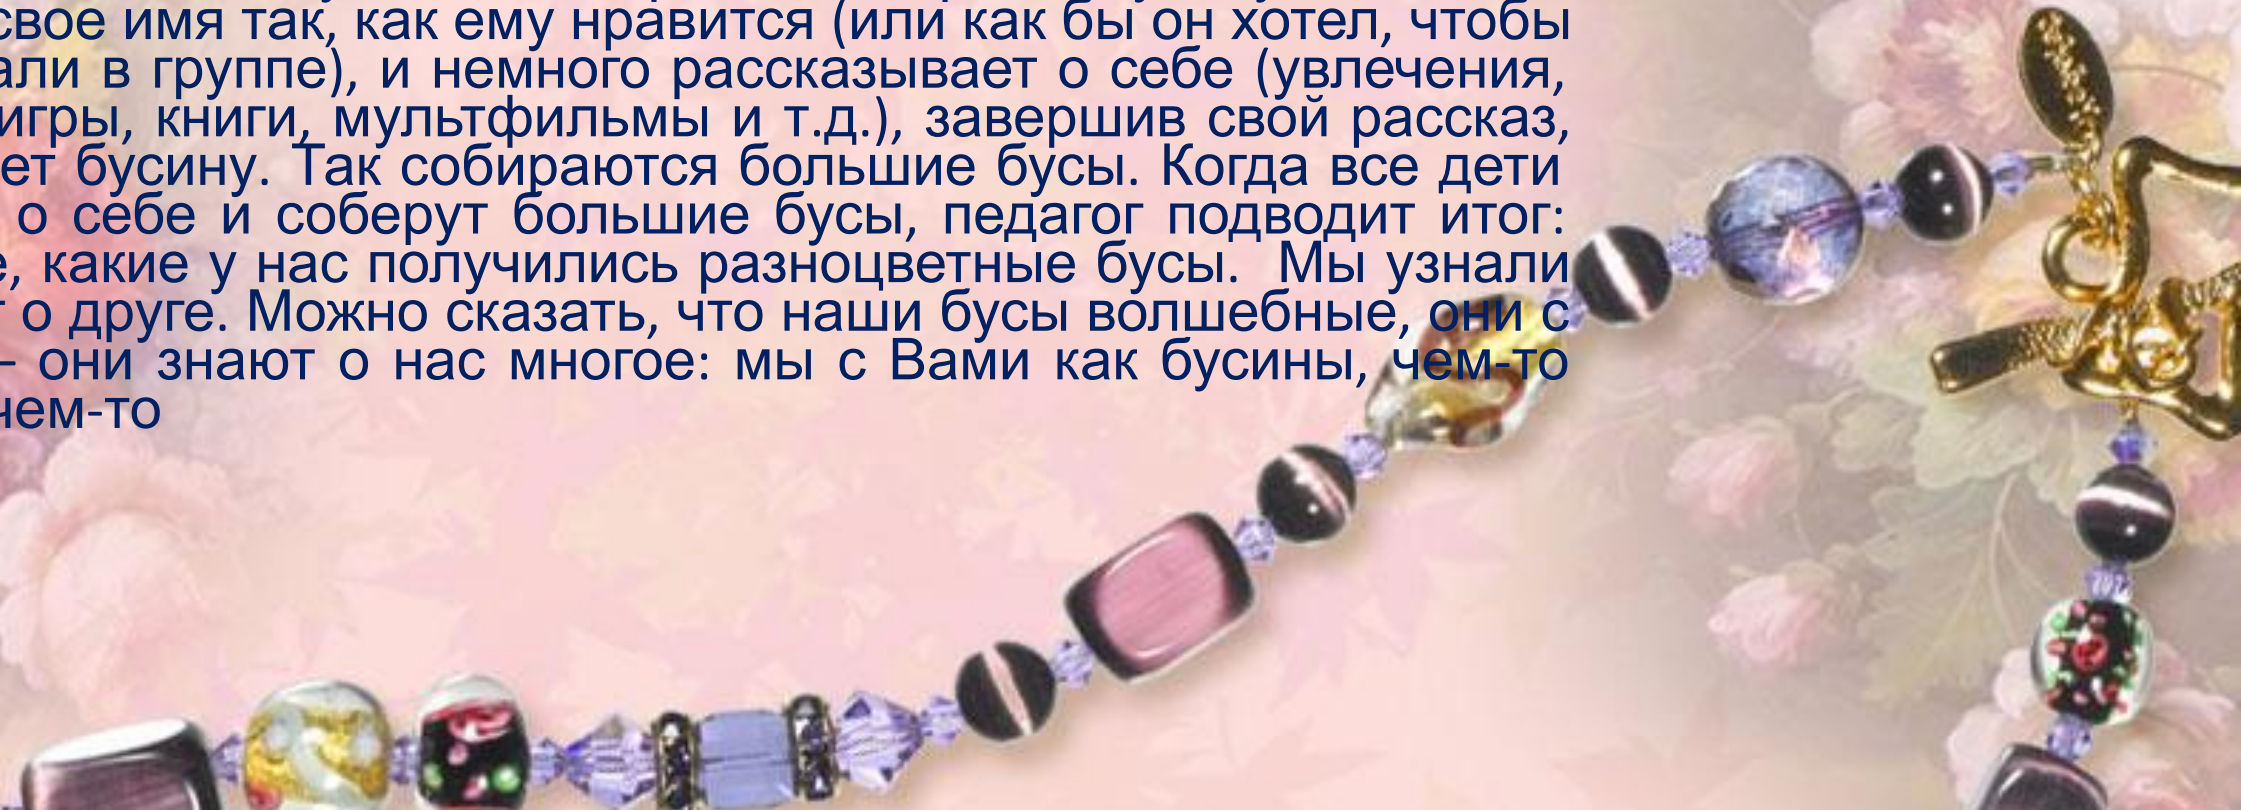 свое имя так, как ему нравится (или как бы он хотел, чтобы
али в группе), и немного рассказывает о себе (увлечения,
игры, книги, мультфильмы и т.д.), завершив свой рассказ,
ет бусину. Так собираются большие бусы. Когда все дети
о себе и соберут большие бусы, педагог подводит итог:
е, какие у нас получились разноцветные бусы. Мы узнали
о друге. Можно сказать, что наши бусы волшебные, они с
– они знают о нас многое: мы с Вами как бусины, чем-то
чем-то